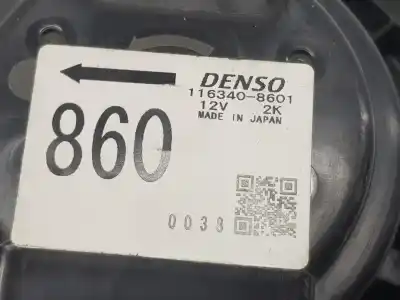 DENSO
116340-8601
12V 2K
MADE IN JAPAN
860
0038